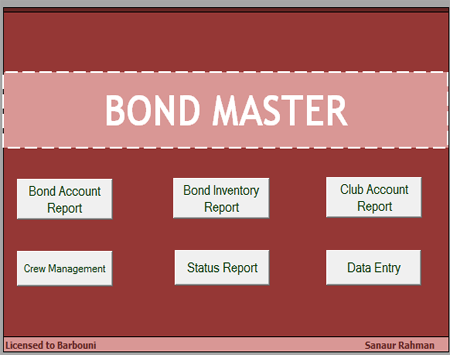 BOND MASTER
Bond Account
Report
Bond Inventory
Report
Club Account
Report
Crew Management
Status Report
Data Entry
Licensed to Barbouni
Sanaur Rahman